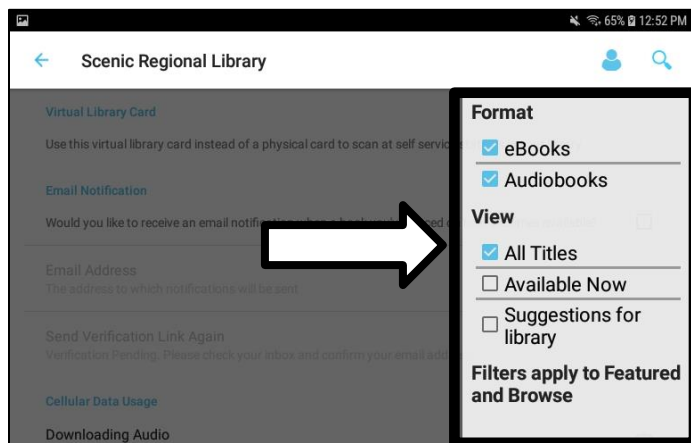 65% 12:52 PM
Scenic Regional Library
Virtual Library Card
Use this virtual library card instead of a physical card to scan at self servic
Email Notification
Would you like to receive an email notifi
Email Address
The address to which notifications will be sent
Send Verification Link Again
Verification Pending. Please check your inbox and confirm your email add
Cellular Data Usage
Downloading Audio
Format
eBooks
Audiobooks
View
All Titles
Available Now
Suggestions for
library
Filters apply to Featured
and Browse